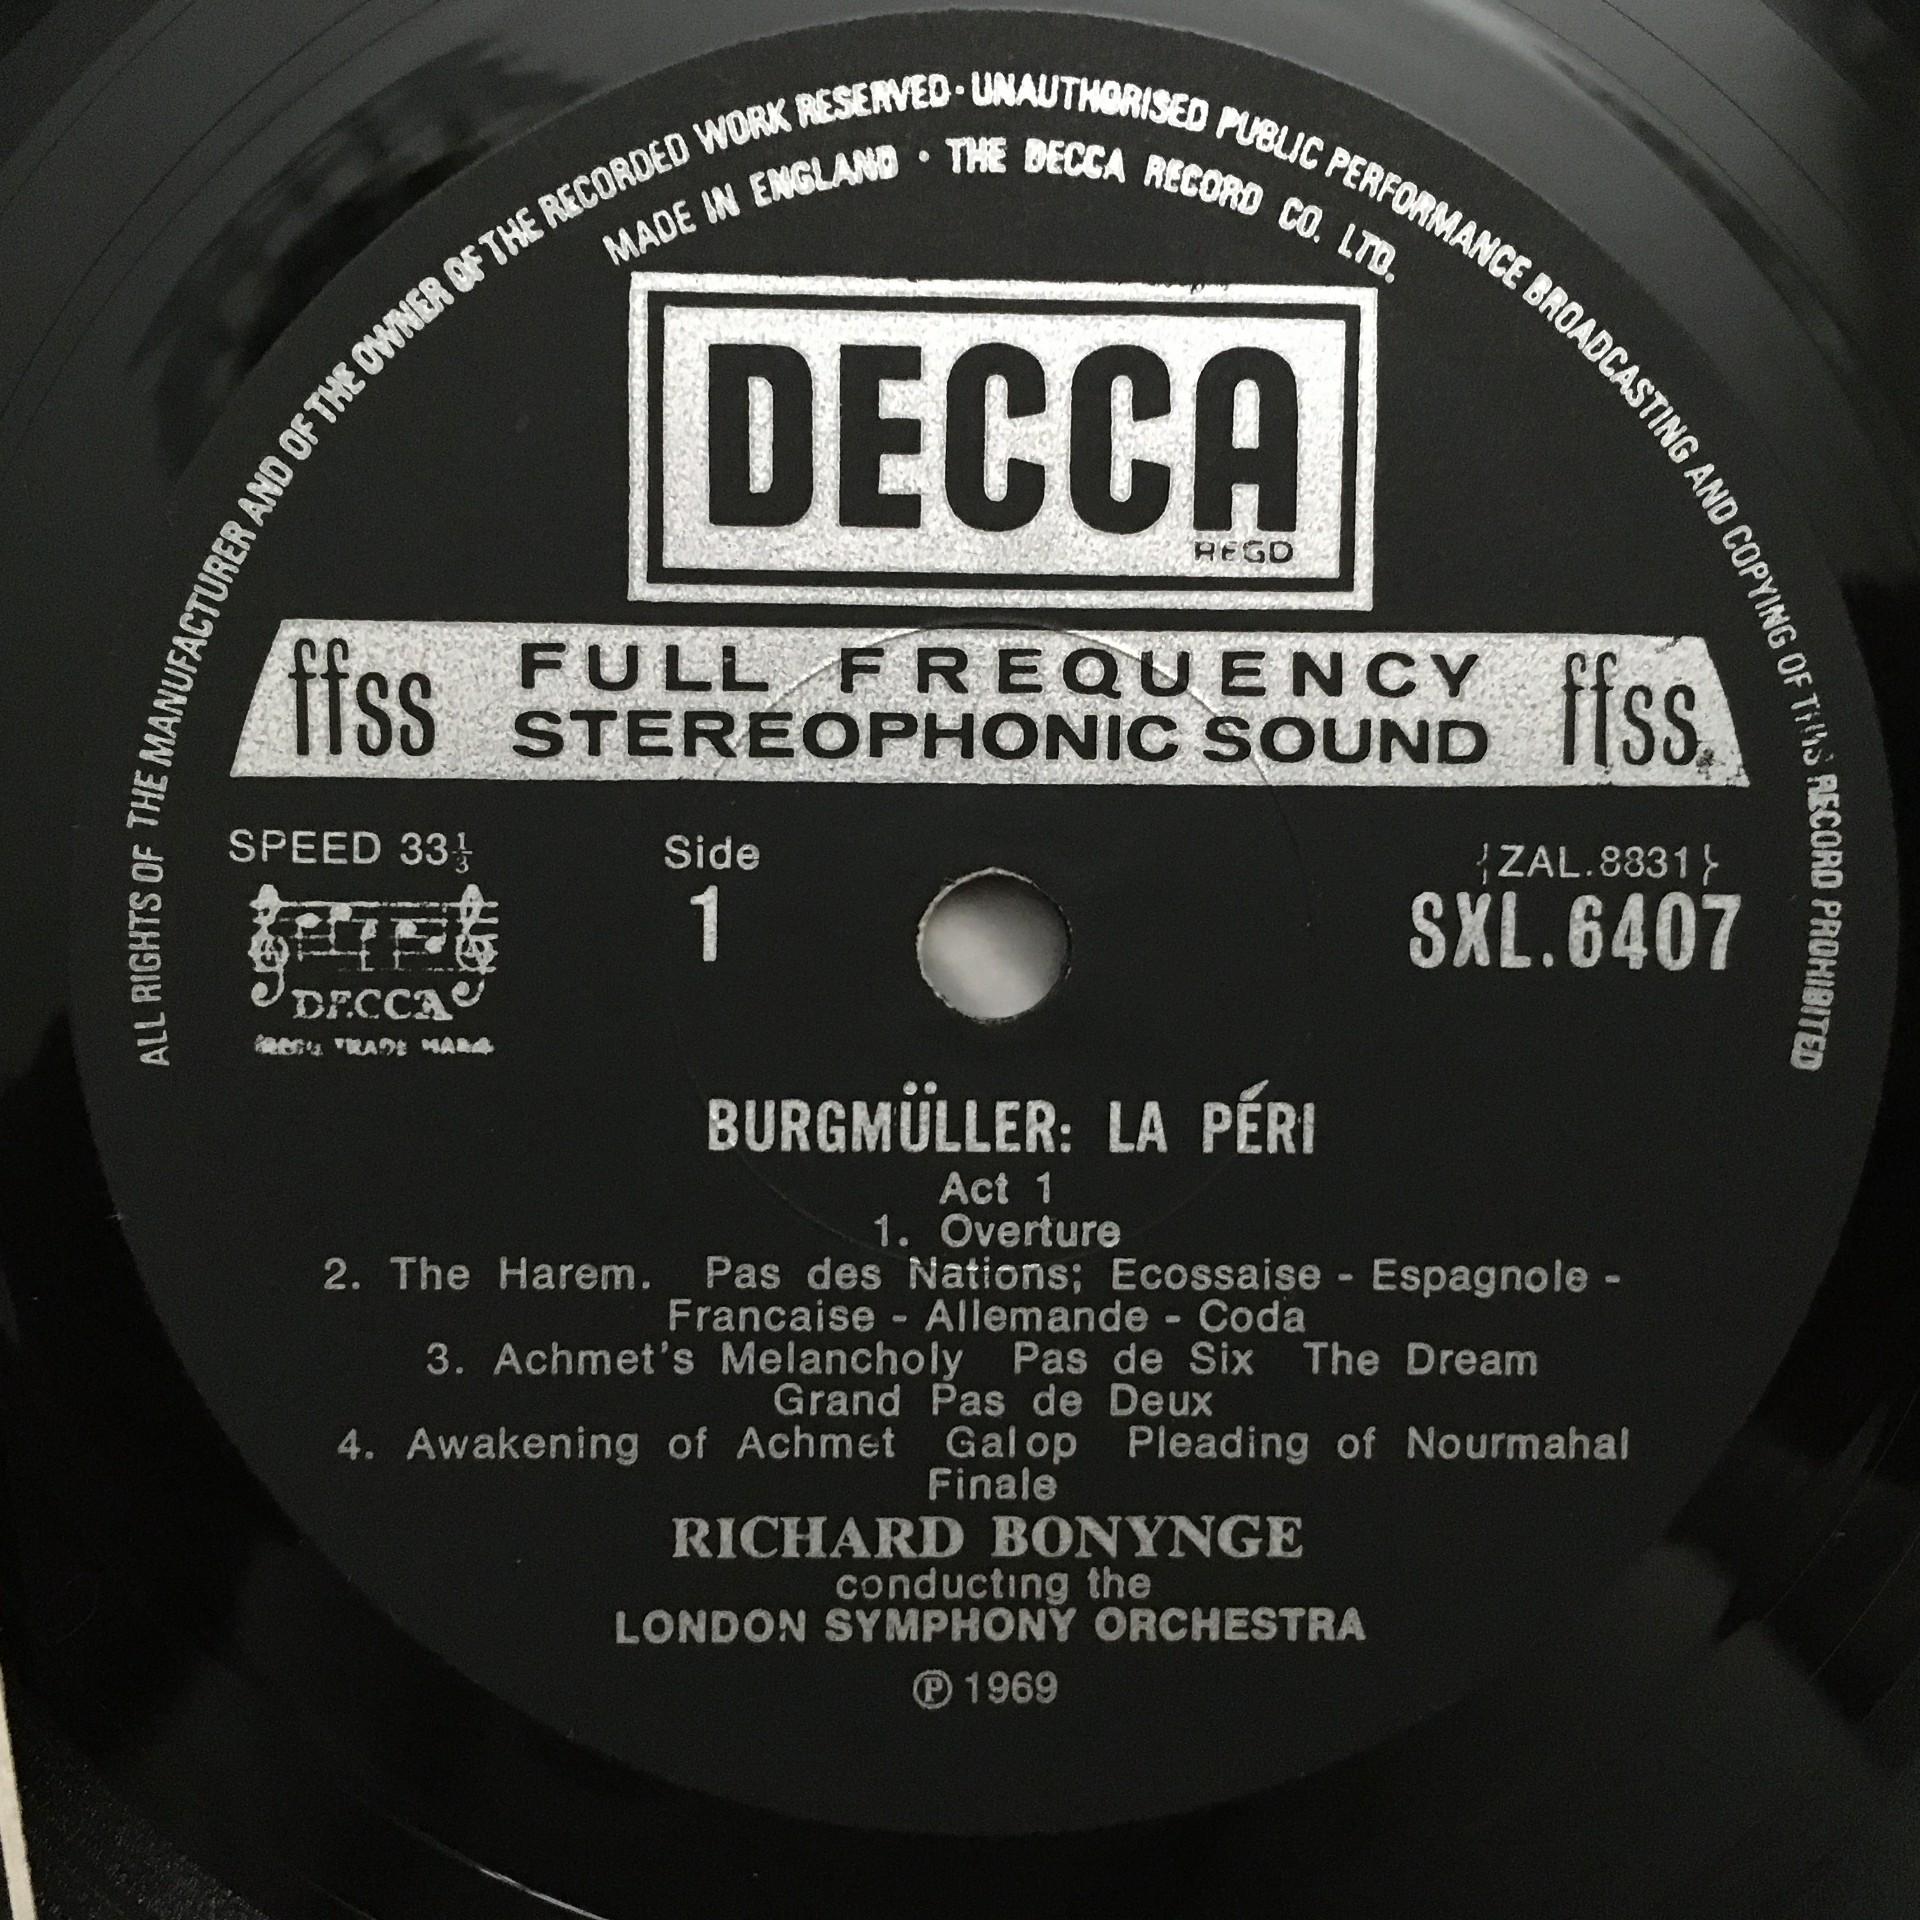 ALL RIGHTS OF THE MANUFACTURER AND OF THE OWNER OF THE RECORDED WORK RESERVED · UNAUTHORISED PUBLIC PERFORMANCE BROADCASTING AND COPYING OF THIS RECORD PROHIBITED
MADE IN ENGLAND · THE DECCA RECORD CO. LTD.
DECCA
REGD
ffss FULL FREQUENCY ffss
STEREOPHONIC SOUND
SPEED 33⅓
Side
1
{ZAL.8831}
SXL.6407
DECCA
REGD. TRADE MARK
BURGMÜLLER: LA PÉRI
Act 1
1. Overture
2. The Harem. Pas des Nations; Ecossaise - Espagnole -
Francaise - Allemande - Coda
3. Achmet's Melancholy Pas de Six The Dream
Grand Pas de Deux
4. Awakening of Achmet Galop Pleading of Nourmahal
Finale
RICHARD BONYNGE
conducting the
LONDON SYMPHONY ORCHESTRA
℗ 1969